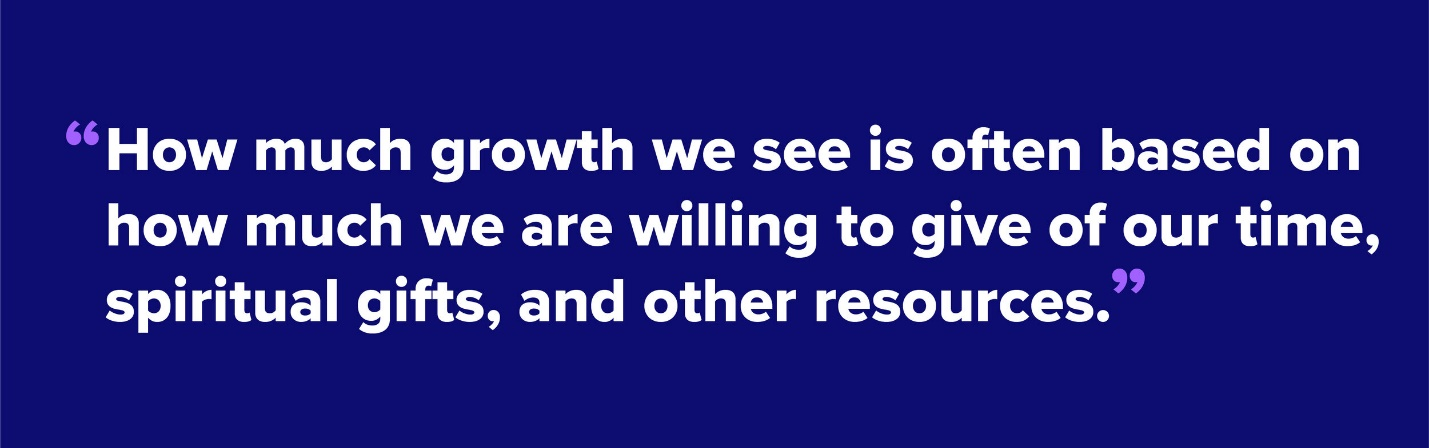 “How much growth we see is often based on
how much we are willing to give of our time,
spiritual gifts, and other resources.”